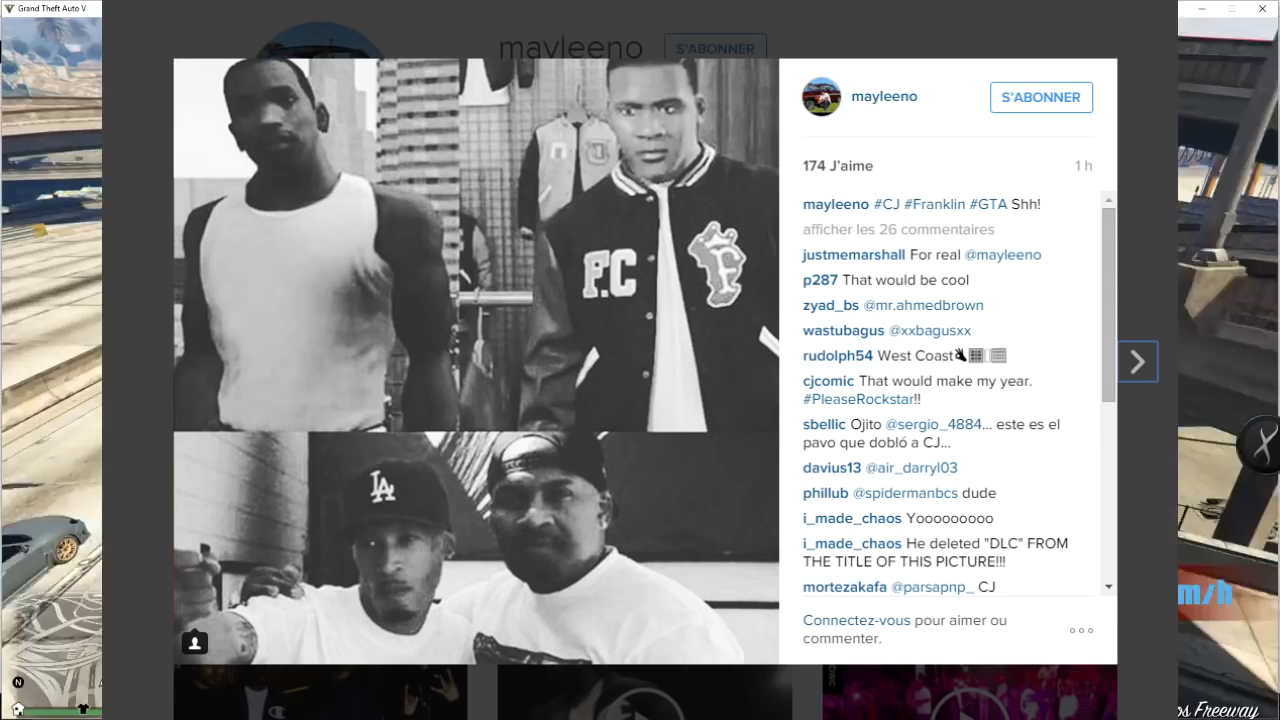 Grand Theft Auto V
mayleeno
S'ABONNER
F.C
F
LA
mayleeno
S'ABONNER
174 J'aime
1 h
mayleeno #CJ #Franklin #GTA Shh!
afficher les 26 commentaires
justmemarshall For real @mayleeno
p287 That would be cool
zyad_bs @mr.ahmedbrown
wastubagus @xxbagusxx
rudolph54 West Coast
cjcomic That would make my year.
#PleaseRockstar!!
sbellic Ojito @sergio_4884... este es el
pavo que dobló a CJ...
davius13 @air_darryl03
phillub @spidermanbcs dude
i_made_chaos Yooooooooo
i_made_chaos He deleted "DLC" FROM
THE TITLE OF THIS PICTURE!!!
mortezakafa @parsapnp_ CJ
Connectez-vous pour aimer ou
commenter.
m/h
N
os Freeway